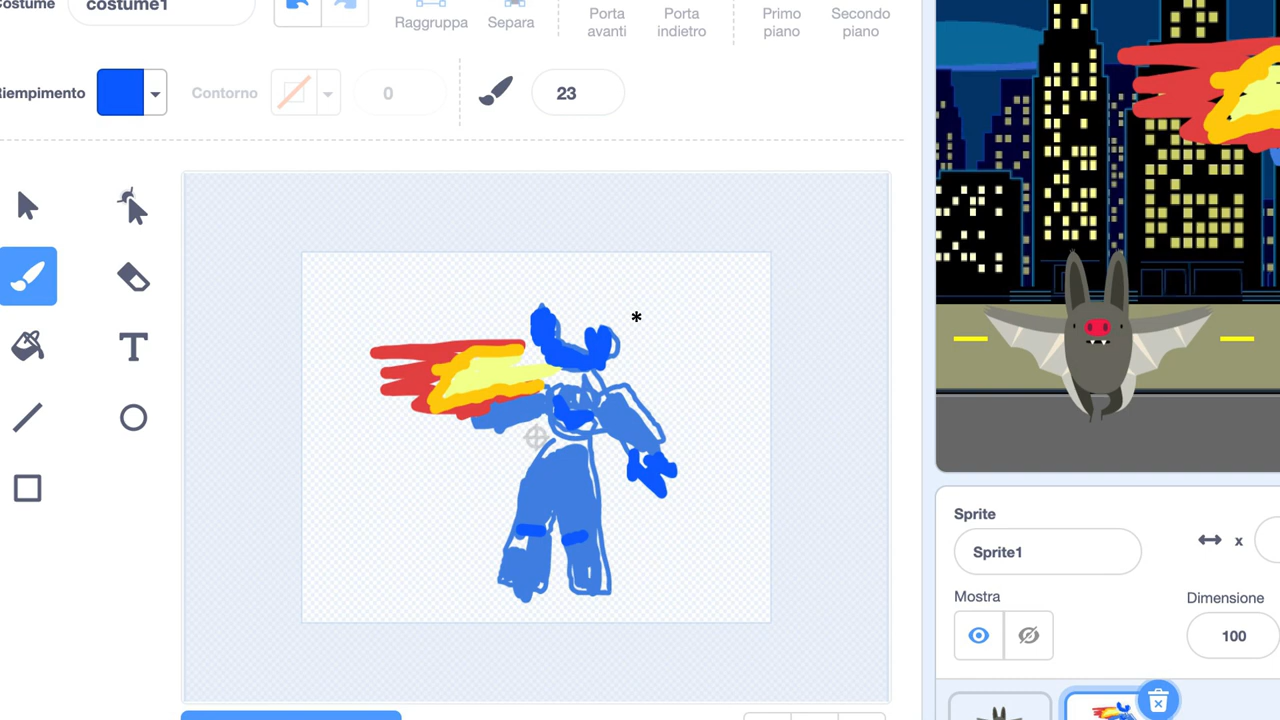 costume1
Raggruppa
Separa
Porta
avanti
Porta
indietro
Primo
piano
Secondo
piano
Contorno
0
23
T
Sprite
Sprite1
x
Mostra
Dimensione
100